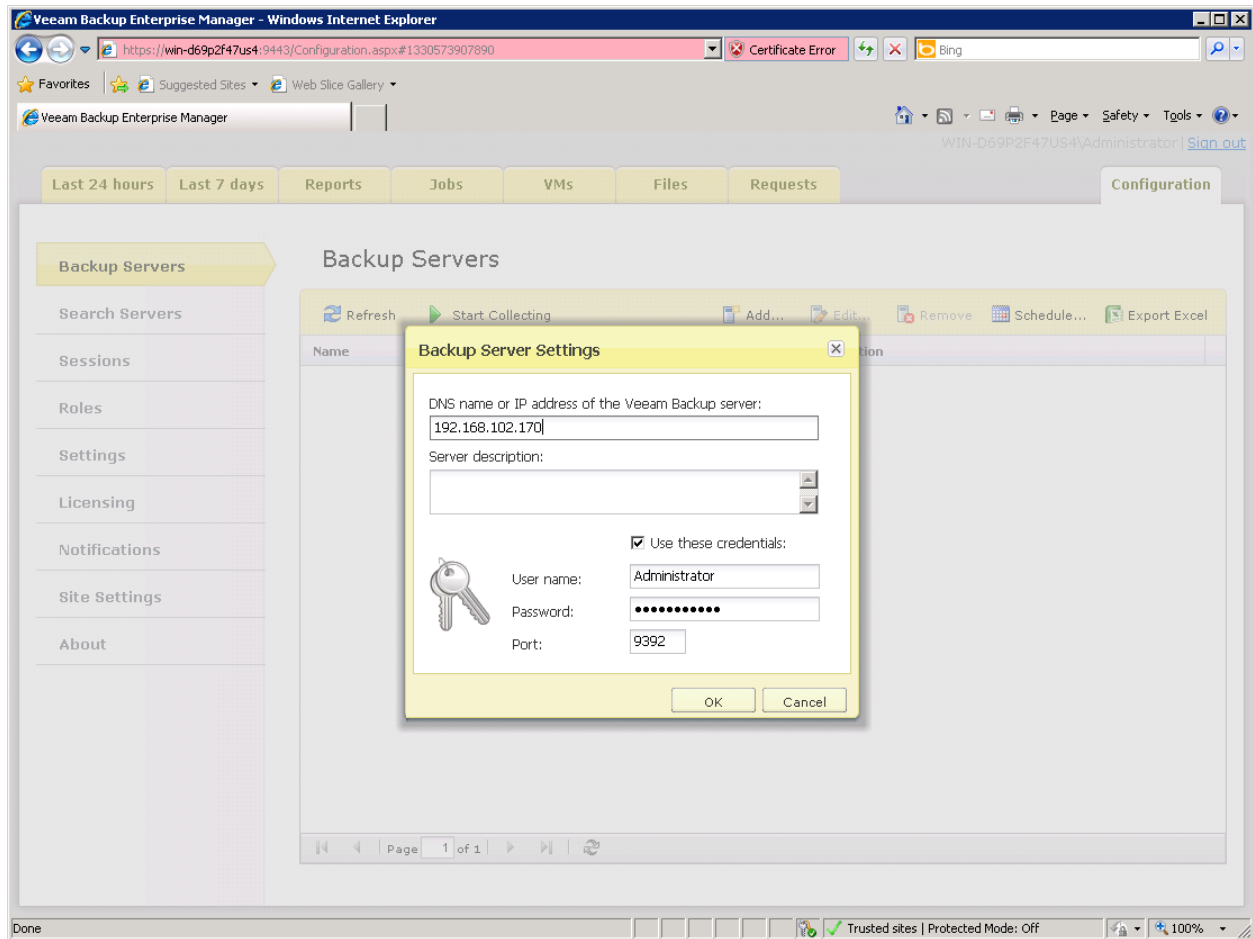 Veeam Backup Enterprise Manager - Windows Internet Explorer
https://win-d69p2f47us4:9443/Configuration.aspx#1330573907890 Certificate Error Bing
Favorites Suggested Sites Web Slice Gallery
Veeam Backup Enterprise Manager Page Safety Tools
WIN-D69P2F47US4\Administrator | Sign out
Last 24 hours Last 7 days Reports Jobs VMs Files Requests Configuration
Backup Servers
Search Servers
Sessions
Roles
Settings
Licensing
Notifications
Site Settings
About
Backup Servers
Refresh Start Collecting Add... Edit... Remove Schedule... Export Excel
Name
Backup Server Settings
DNS name or IP address of the Veeam Backup server:
192.168.102.170
Server description:
Use these credentials:
User name: Administrator
Password: •••••••••••
Port: 9392
OK Cancel
Page 1 of 1
Done Trusted sites | Protected Mode: Off 100%